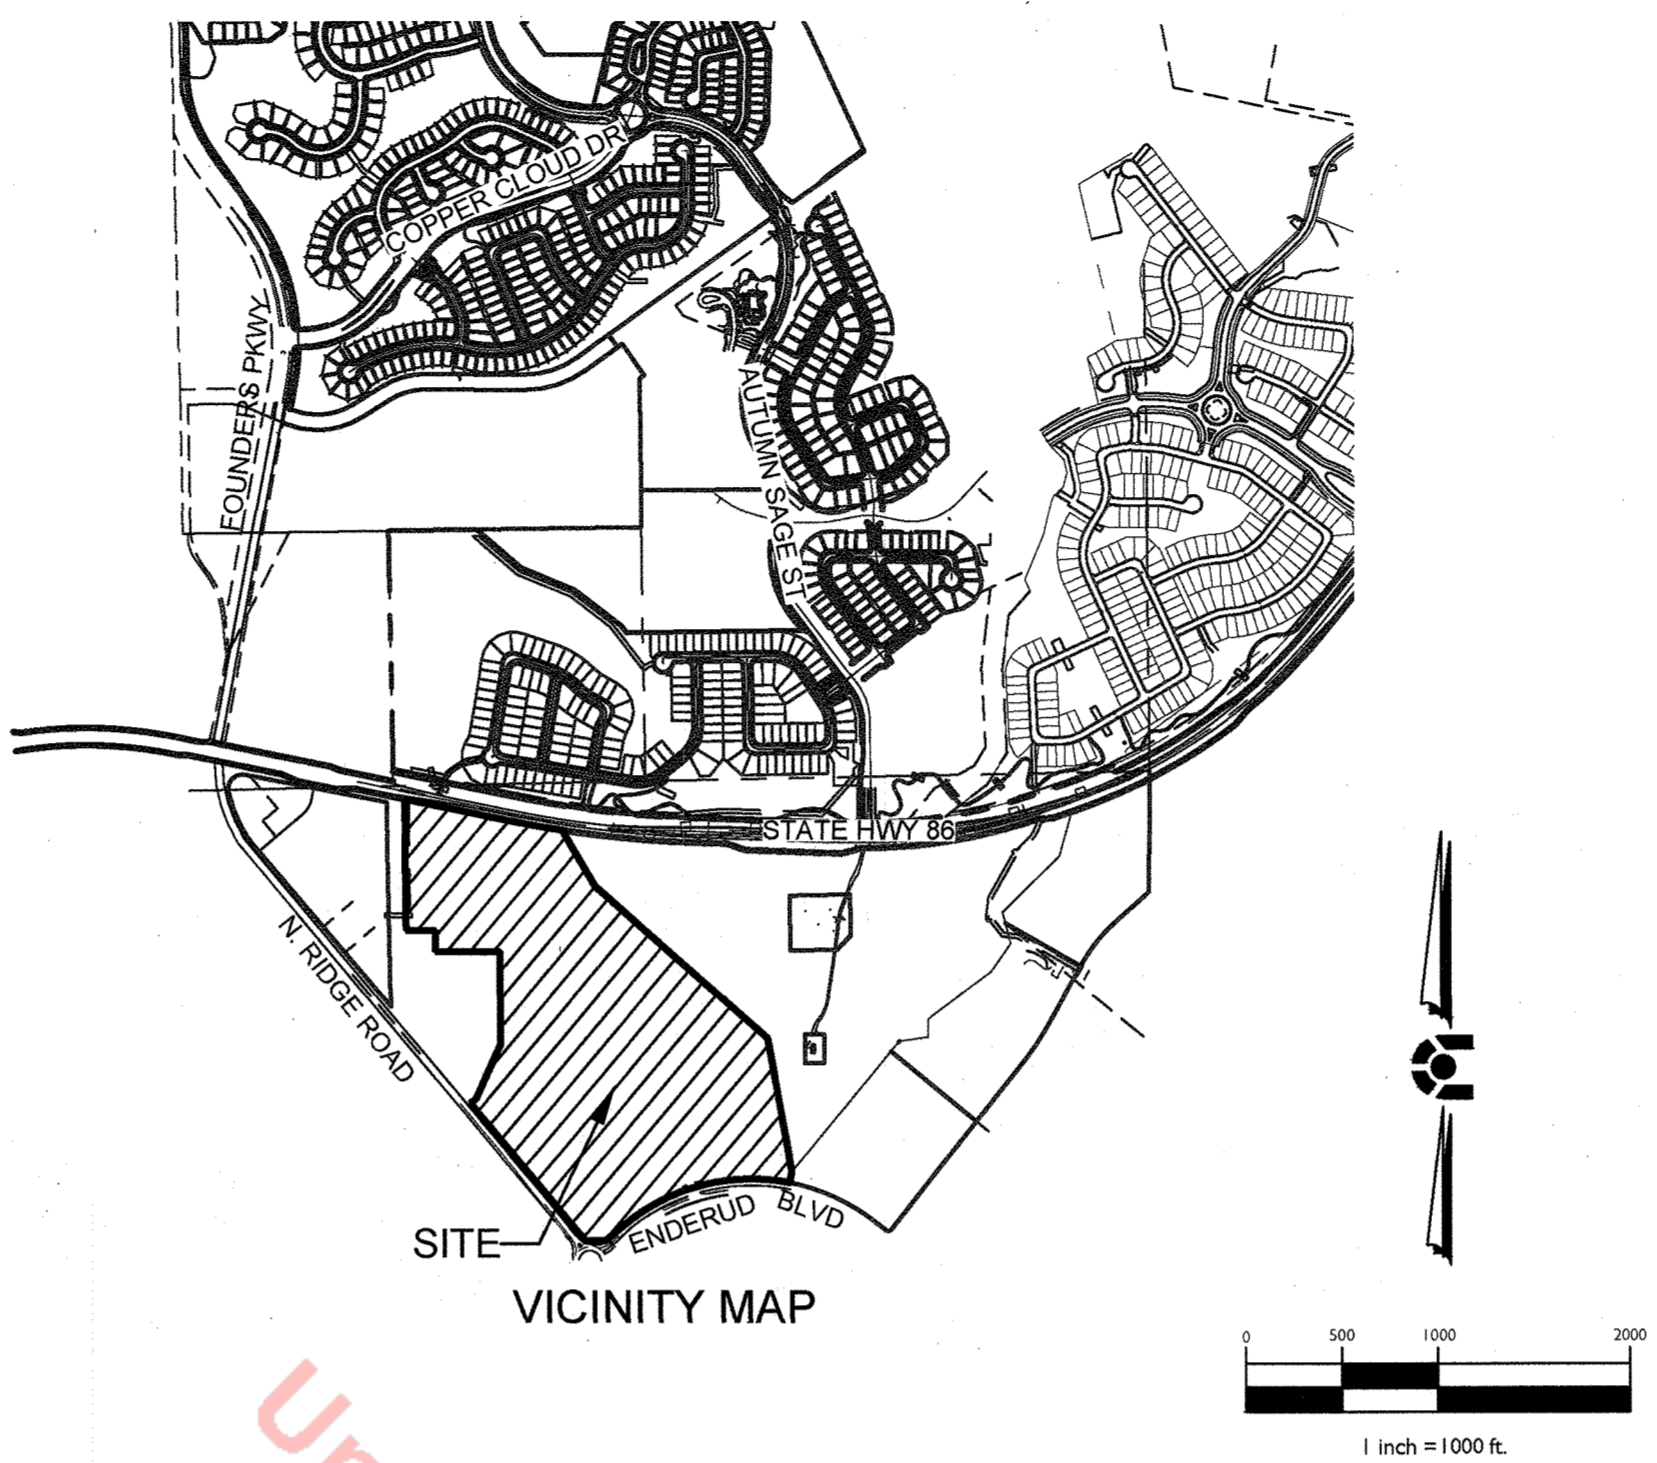 COPPER CLOUD DR
FOUNDERS PKWY
AUTUMN SAGE ST
STATE HWY 86
N. RIDGE ROAD
ENDERUD BLVD
SITE
VICINITY MAP
0 500 1000 2000
1 inch =1000 ft.